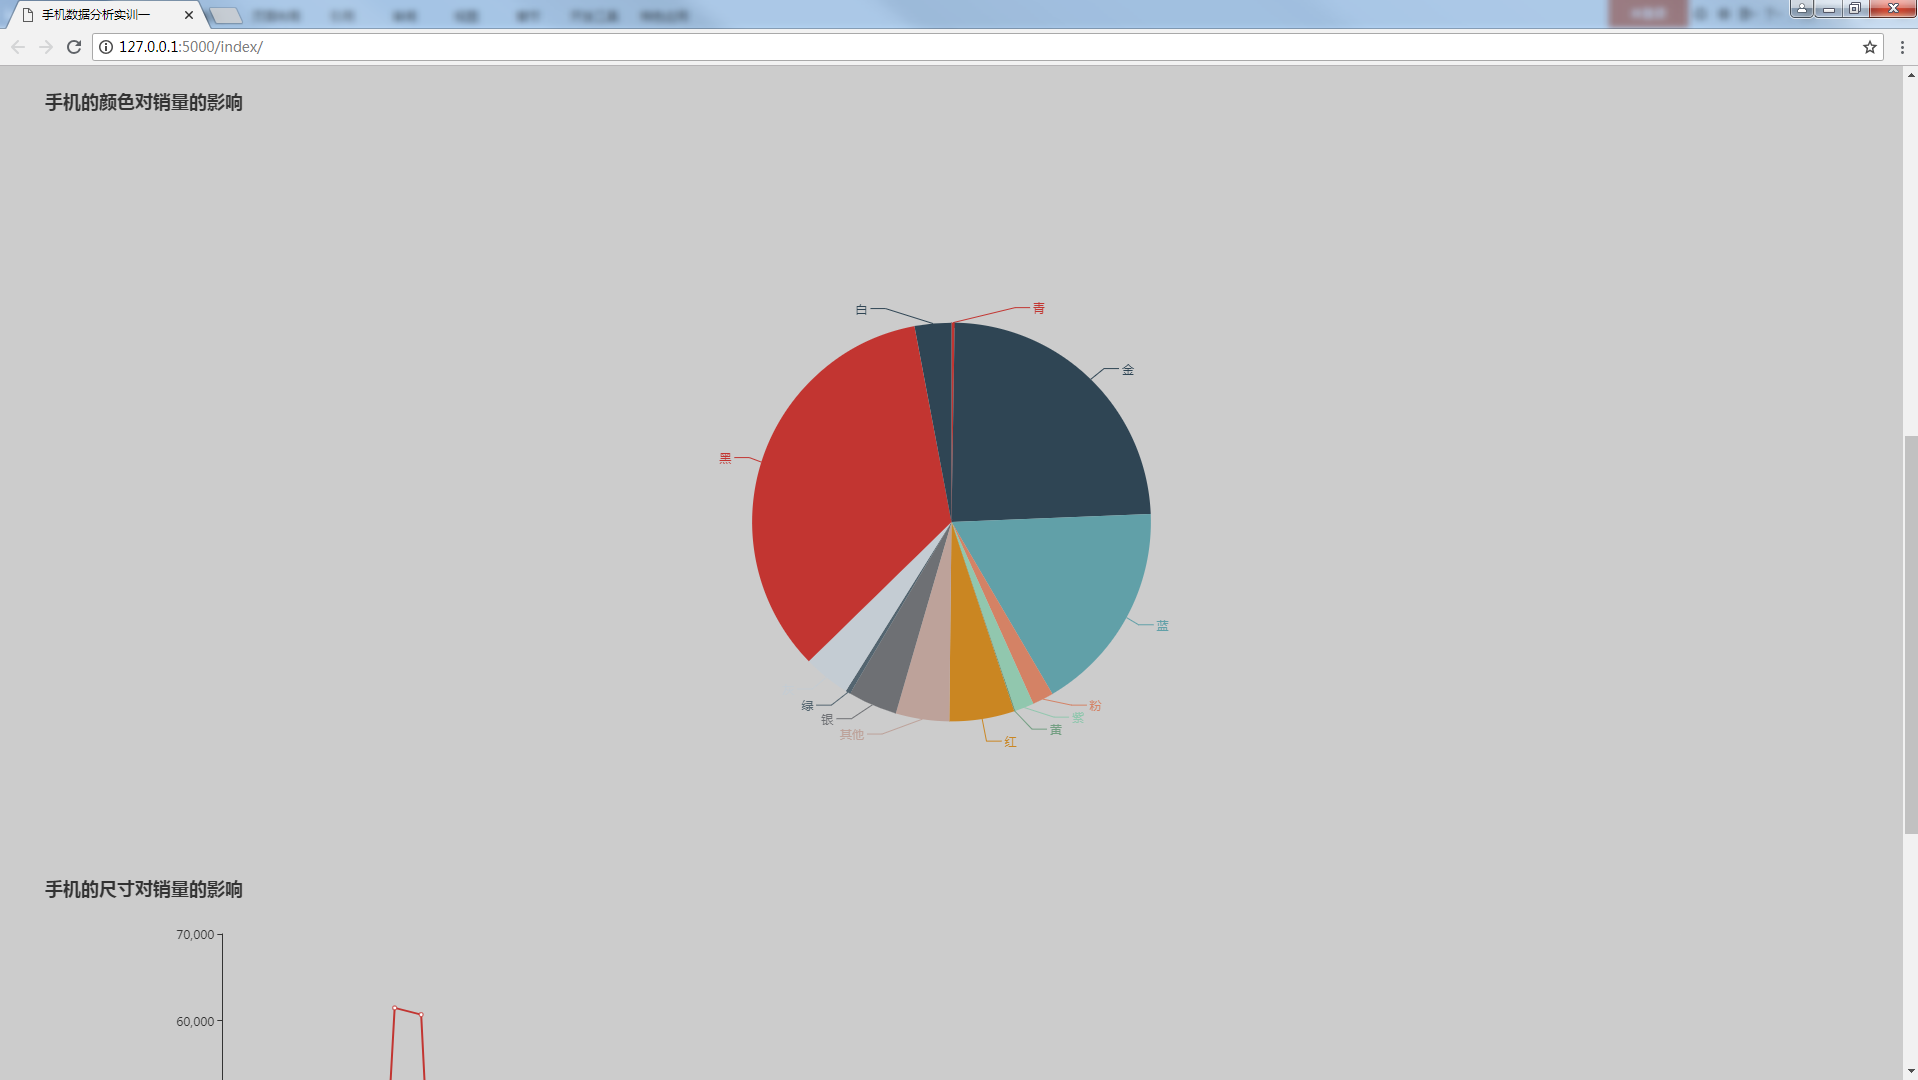 手机数据分析实训一
127.0.0.1:5000/index/
手机的颜色对销量的影响
白
青
金
黑
蓝
绿
粉
银
紫
其他
黄
红
手机的尺寸对销量的影响
70,000
60,000